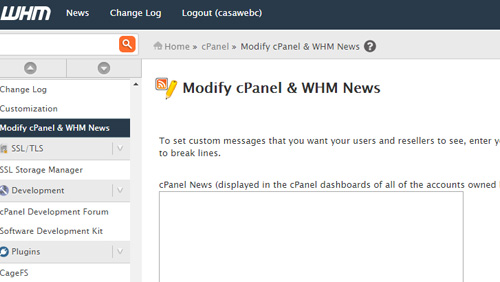 WHM News Change Log Logout (casawebc)
Home » cPanel » Modify cPanel & WHM News
Change Log
Customization
Modify cPanel & WHM News
SSL/TLS
SSL Storage Manager
Development
cPanel Development Forum
Software Development Kit
Plugins
CageFS
Modify cPanel & WHM News
To set custom messages that you want your users and resellers to see, enter
to break lines.
cPanel News (displayed in the cPanel dashboards of all of the accounts owned